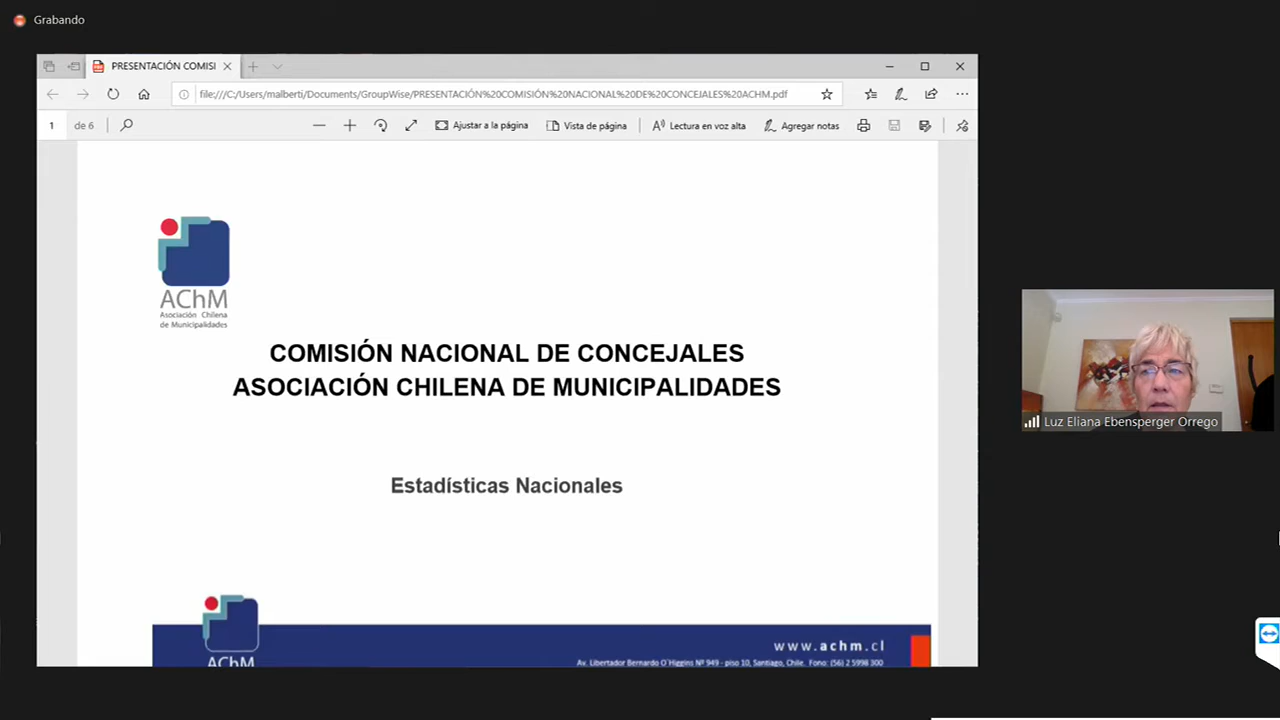 Grabando
PRESENTACIÓN COMISI
file:///C:/Users/malberti/Documents/GroupWise/PRESENTACIÓN%20COMISIÓN%20NACIONAL%20DE%20CONCEJALES%20ACHM.pdf
1 de 6
Ajustar a la página
Vista de página
Lectura en voz alta
Agregar notas
AChM
Asociación Chilena
de Municipalidades
COMISIÓN NACIONAL DE CONCEJALES
ASOCIACIÓN CHILENA DE MUNICIPALIDADES
Estadísticas Nacionales
AChM
www.achm.cl
Av. Libertador Bernardo O´Higgins Nº 949 - piso 10, Santiago, Chile. Fono: (56) 2 5998 300
Luz Eliana Ebensperger Orrego